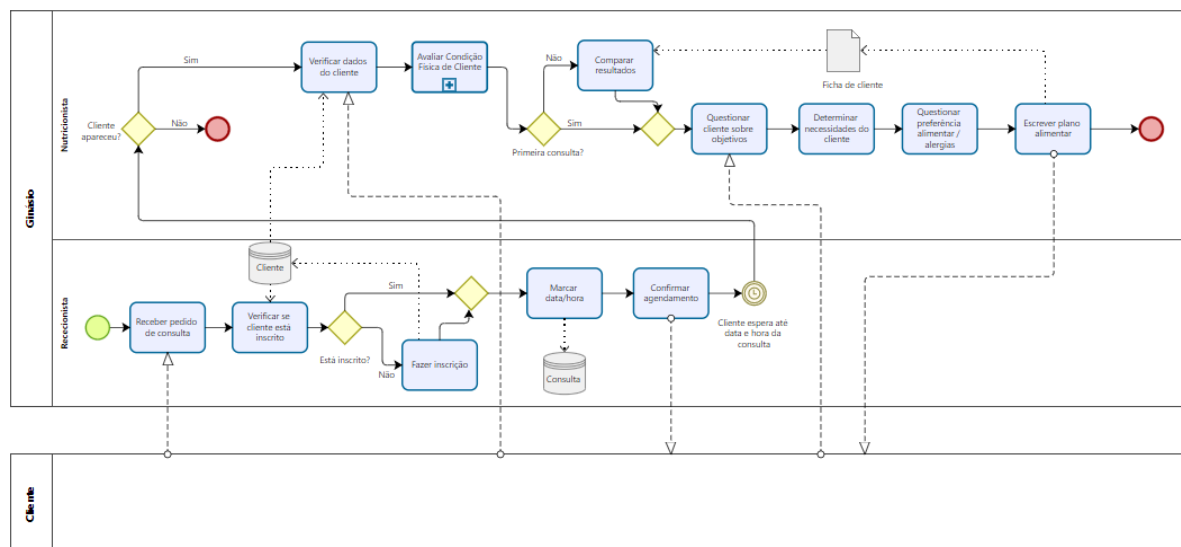 Ginásio
Nutricionista
Cliente
apareceu?
Sim
Não
Verificar dados
do cliente
Avaliar Condição
Física de Cliente
Primeira consulta?
Não
Sim
Comparar
resultados
Questionar
cliente sobre
objetivos
Determinar
necessidades do
cliente
Questionar
preferência
alimentar /
alergias
Ficha de cliente
Escrever plano
alimentar
Rececionista
Receber pedido
de consulta
Cliente
Verificar se
cliente está
inscrito
Está inscrito?
Sim
Não
Fazer inscrição
Marcar
data/hora
Consulta
Confirmar
agendamento
Cliente espera até
data e hora da
consulta
Cliente